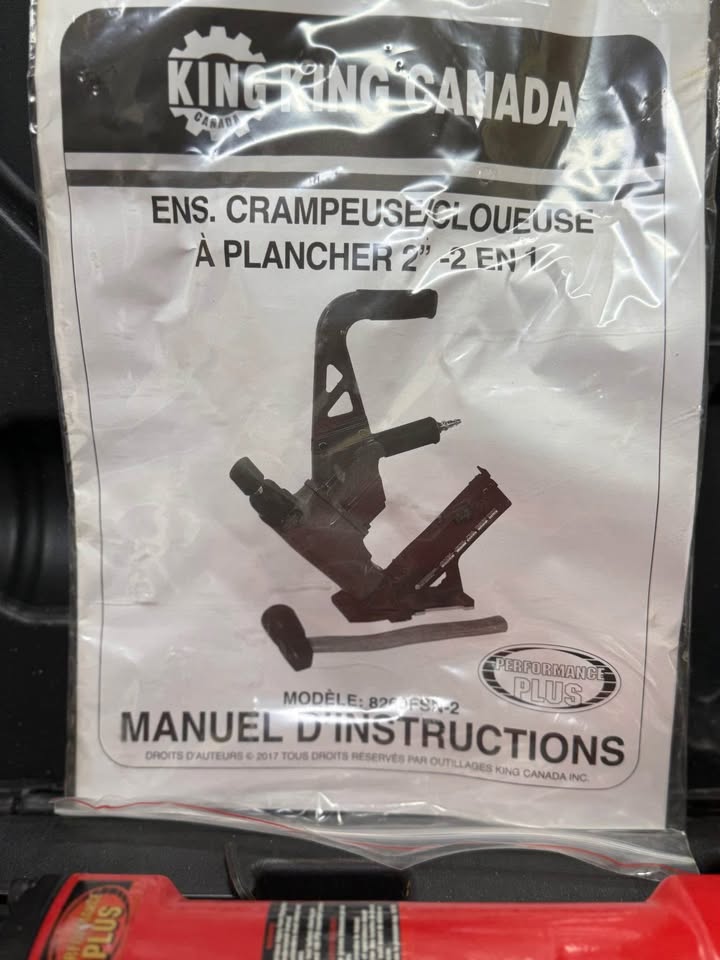 KING
CANADA
KING CANADA
ENS. CRAMPEUSE/CLOUEUSE
À PLANCHER 2" -2 EN 1
PERFORMANCE
PLUS
MODÈLE:
MANUEL D'INSTRUCTIONS
DROITS D'AUTEURS © 2017 TOUS DROITS RÉSERVÉS PAR OUTILLAGES KING CANADA INC.
PLUS